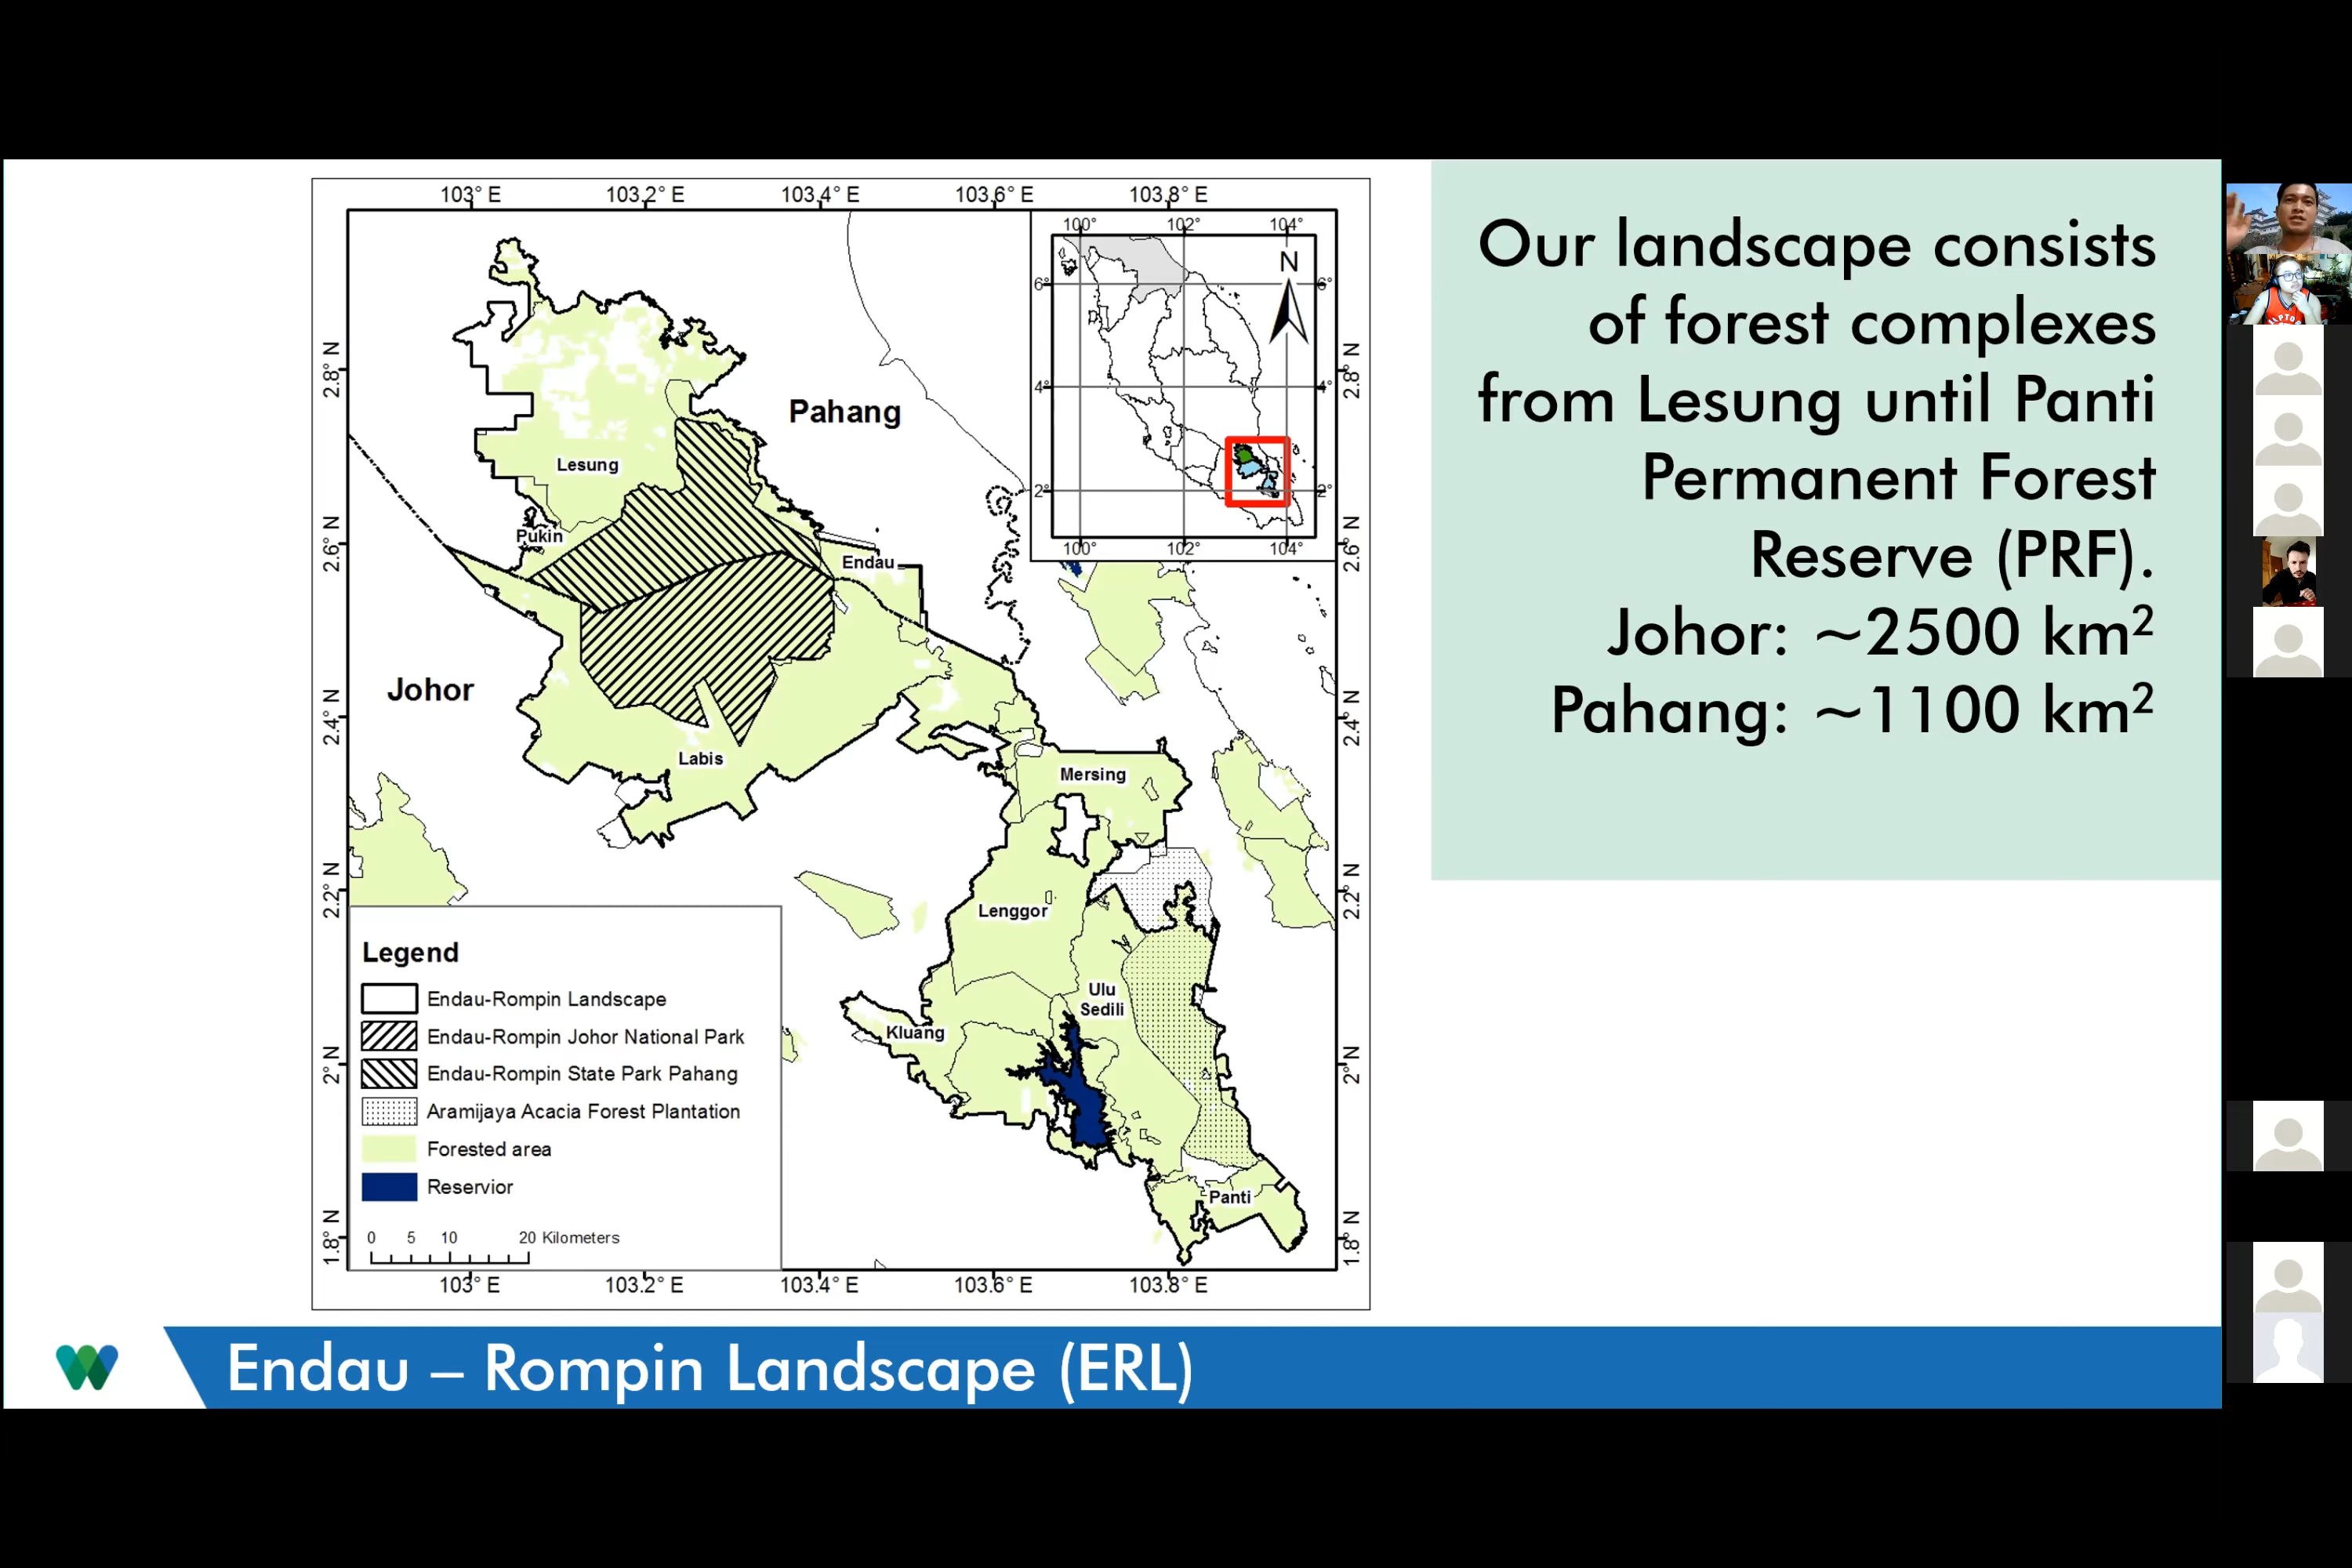 103° E 103.2° E 103.4° E 103.6° E 103.8° E
100° 102° 104°
N
6° 6°
4° 4°
2° 2°
100° 102° 104°
2.8° N 2.8° N
2.6° N 2.6° N
2.4° N 2.4° N
2.2° N 2.2° N
2° N 2° N
1.8° N 1.8° N
Pahang
Lesung
Pukin
Endau
Johor
Labis
Mersing
Lenggor
Ulu
Sedili
Kluang
Panti
Legend
Endau-Rompin Landscape
Endau-Rompin Johor National Park
Endau-Rompin State Park Pahang
Aramijaya Acacia Forest Plantation
Forested area
Reservior
0 5 10 20 Kilometers
103° E 103.2° E 103.4° E 103.6° E 103.8° E
Our landscape consists
of forest complexes
from Lesung until Panti
Permanent Forest
Reserve (PRF).
Johor: ~2500 km²
Pahang: ~1100 km²
Endau – Rompin Landscape (ERL)